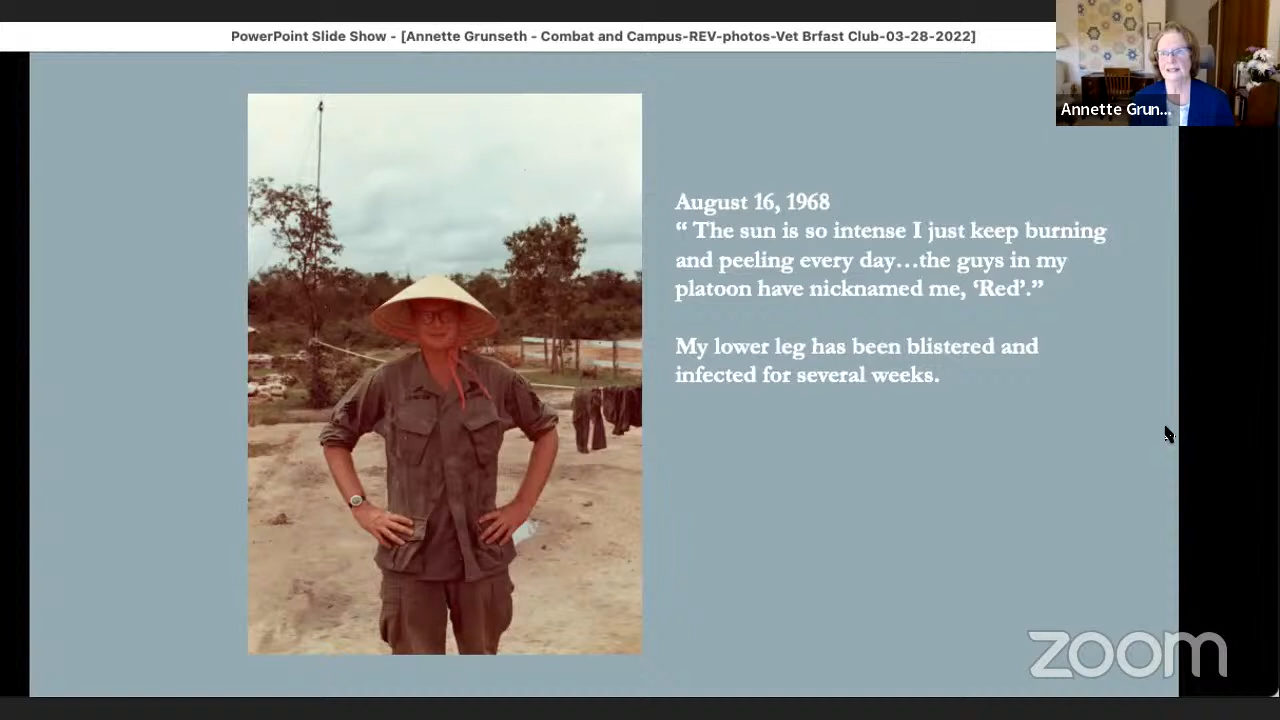 PowerPoint Slide Show - [Annette Grunseth - Combat and Campus-REV-photos-Vet Brfast Club-03-28-2022]
Annette Grun...
August 16, 1968
“ The sun is so intense I just keep burning
and peeling every day…the guys in my
platoon have nicknamed me, ‘Red’.”
My lower leg has been blistered and
infected for several weeks.
zoom